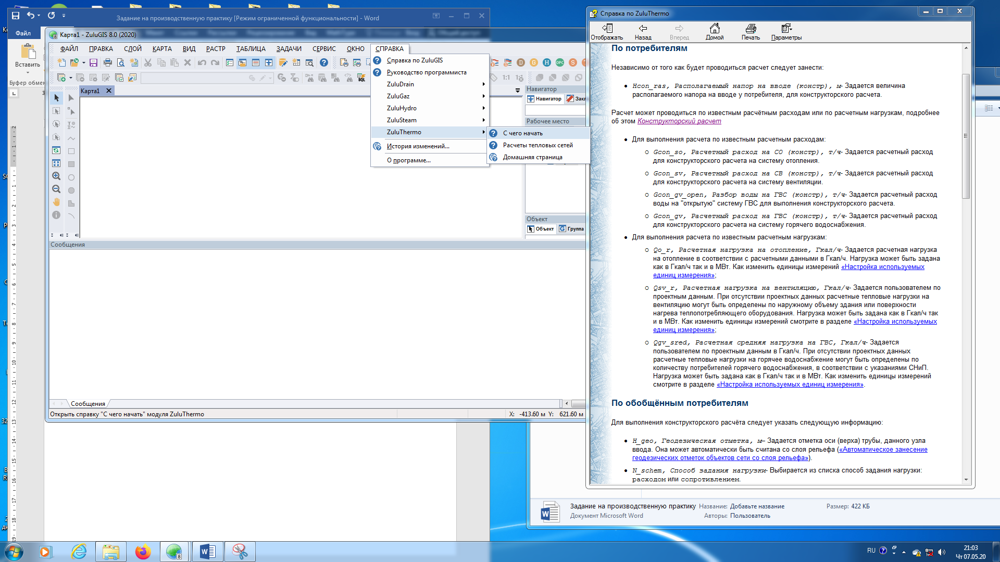 Задание на производственную практику [Режим ограниченной функциональности] - Word
Файл
Вставить
Буфер обмен
Карта1 - ZuluGIS 8.0 (2020)
ФАЙЛ ПРАВКА СЛОЙ КАРТА ВИД РАСТР ТАБЛИЦА ЗАДАЧИ СЕРВИС ОКНО СПРАВКА
Карта1
Справка по ZuluGIS
Руководство программиста
ZuluDrain
ZuluGaz
ZuluHydro
ZuluSteam
ZuluThermo
История изменений...
О программе...
С чего начать
Расчеты тепловых сетей
Домашняя страница
1:1
SQL
Навигатор
Навигатор
Рабочее место
Объект
Объект Группа
Сообщения
Сообщения
Открыть справку "С чего начать" модуля ZuluThermo
X: -413.60 м Y: 621.60 м
Справка по ZuluThermo
Отображать Назад Вперед Домой Печать Параметры
По потребителям
Независимо от того как будет проводиться расчет следует занести:
Hcon_ras, Располагаемый напор на вводе (констр), м- Задается величина
располагаемого напора на вводе у потребителя, для конструкторского расчета.
Расчет может проводиться по известным расчётным расходам или по расчетным нагрузкам, подробнее
об этом Конструкторский расчет
Для выполнения расчета по известным расчетным расходам:
Gcon_so, Расчетный расход на СО (констр), т/ч- Задается расчетный расход
для конструкторского расчета на систему отопления.
Gcon_sv, Расчетный расход на СВ (констр), т/ч- Задается расчетный расход
для конструкторского расчета на систему вентиляции.
Gcon_gv_open, Разбор воды на ГВС (констр), т/ч- Задается расчетный расход
воды на "открытую" систему ГВС для выполнения конструкторского расчета.
Gcon_gv, Расчетный расход на ГВС (констр), т/ч- Задается расчетный расход
для конструкторского расчета на систему горячего водоснабжения.
Для выполнения расчета по известным расчетным нагрузкам:
Qo_r, Расчетная нагрузка на отопление, Гкал/ч- Задается расчетная нагрузка
на отопление в соответствии с расчетными данными в Гкал/ч. Нагрузка может быть задана
как в Гкал/ч так и в МВт. Как изменить единицы измерений «Настройка используемых
единиц измерения»;
Qsv_r, Расчетная нагрузка на вентиляцию, Гкал/ч- Задается пользователем по
проектным данным. При отсутствии проектных данных расчетные тепловые нагрузки на
вентиляцию могут быть определены по наружному объему здания или поверхности
нагрева теплопотребляющего оборудования. Нагрузка может быть задана как в Гкал/ч так
и в МВт. Как изменить единицы измерений смотрите в разделе «Настройка используемых
единиц измерения»;
Qgv_sred, Расчетная средняя нагрузка на ГВС, Гкал/ч- Задается
пользователем по проектным данным в Гкал/ч. При отсутствии проектных данных
расчетные тепловые нагрузки на горячее водоснабжение могут быть определены по
количеству потребителей горячего водоснабжения, в соответствии с указаниями СНиП.
Нагрузка может быть задана как в Гкал/ч так и в МВт. Как изменить единицы измерений
смотрите в разделе «Настройка используемых единиц измерения».
По обобщённым потребителям
Для выполнения конструкторского расчёта следует указать следующую информацию:
H_geo, Геодезическая отметка, м– Задается отметка оси (верха) трубы, данного узла
ввода. Она может автоматически быть считана со слоя рельефа («Автоматическое занесение
геодезических отметок объектов сети со слоя рельефа»).
N_schem, Способ задания нагрузки- Выбирается из списка способ задания нагрузки:
расходом или сопротивлением.
Задание на производственную практику Название: Добавьте название Размер: 422 КБ
Документ Microsoft Word Авторы: Пользователь
RU
21:03
Чт 07.05.20